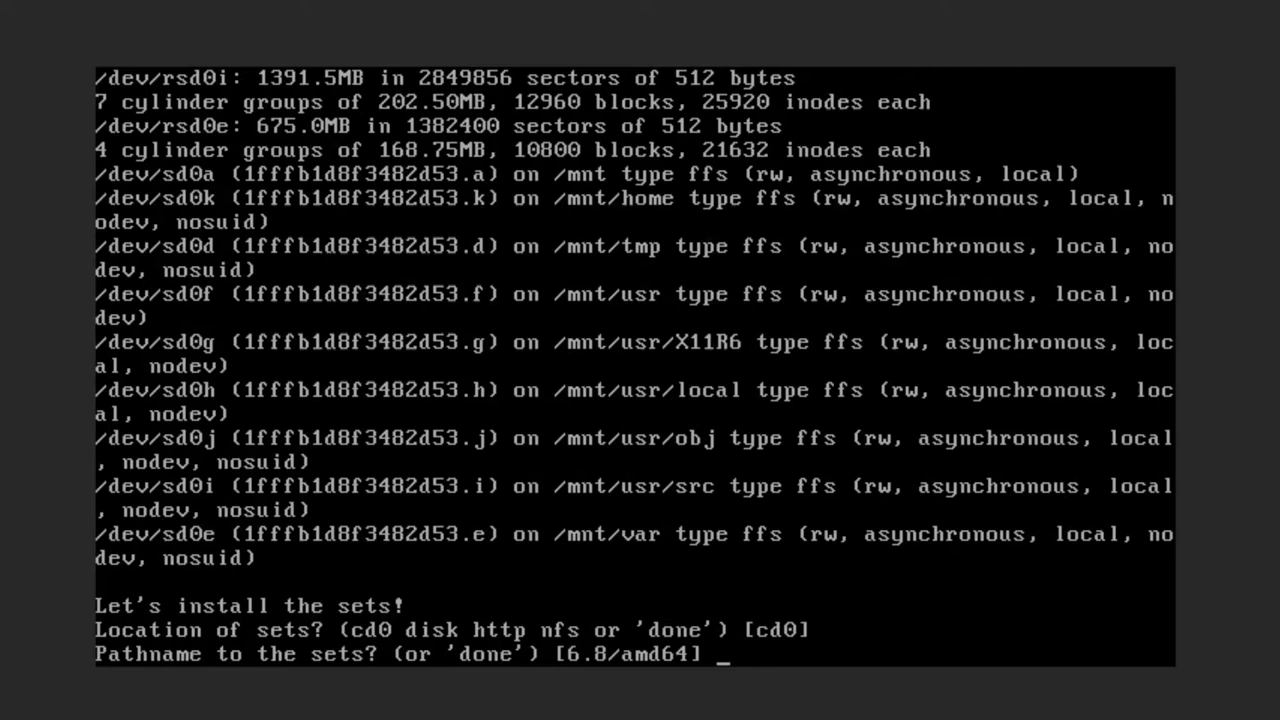 /dev/rsd0i: 1391.5MB in 2849856 sectors of 512 bytes
7 cylinder groups of 202.50MB, 12960 blocks, 25920 inodes each
/dev/rsd0e: 675.0MB in 1382400 sectors of 512 bytes
4 cylinder groups of 168.75MB, 10800 blocks, 21632 inodes each
/dev/sd0a (1fffb1d8f3482d53.a) on /mnt type ffs (rw, asynchronous, local)
/dev/sd0k (1fffb1d8f3482d53.k) on /mnt/home type ffs (rw, asynchronous, local, n
odev, nosuid)
/dev/sd0d (1fffb1d8f3482d53.d) on /mnt/tmp type ffs (rw, asynchronous, local, no
dev, nosuid)
/dev/sd0f (1fffb1d8f3482d53.f) on /mnt/usr type ffs (rw, asynchronous, local, no
dev)
/dev/sd0g (1fffb1d8f3482d53.g) on /mnt/usr/X11R6 type ffs (rw, asynchronous, loc
al, nodev)
/dev/sd0h (1fffb1d8f3482d53.h) on /mnt/usr/local type ffs (rw, asynchronous, loc
al, nodev)
/dev/sd0j (1fffb1d8f3482d53.j) on /mnt/usr/obj type ffs (rw, asynchronous, local
, nodev, nosuid)
/dev/sd0i (1fffb1d8f3482d53.i) on /mnt/usr/src type ffs (rw, asynchronous, local
, nodev, nosuid)
/dev/sd0e (1fffb1d8f3482d53.e) on /mnt/var type ffs (rw, asynchronous, local, no
dev, nosuid)
Let's install the sets!
Location of sets? (cd0 disk http nfs or 'done') [cd0]
Pathname to the sets? (or 'done') [6.8/amd64] _